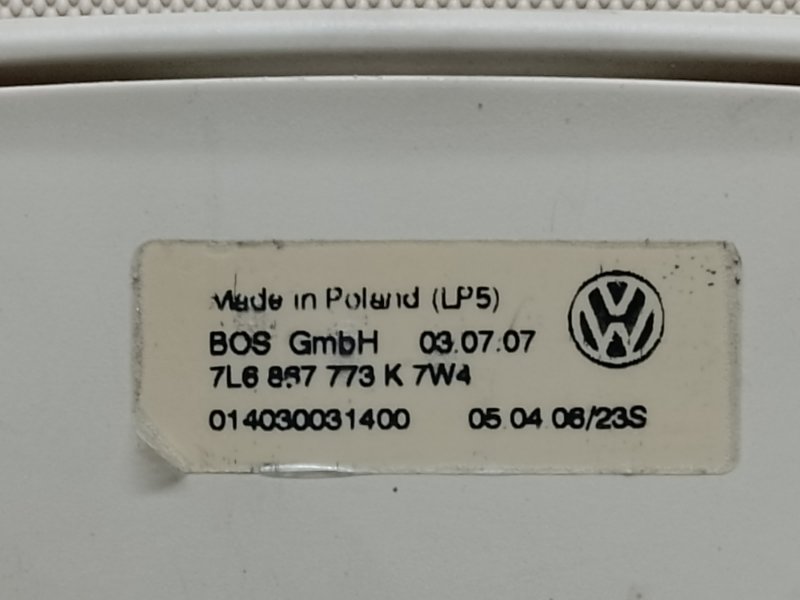 Made in Poland (LP5)
BOS GmbH 03.07.07
7L6 867 773 K 7W4
014030031400 05.04.06/23S